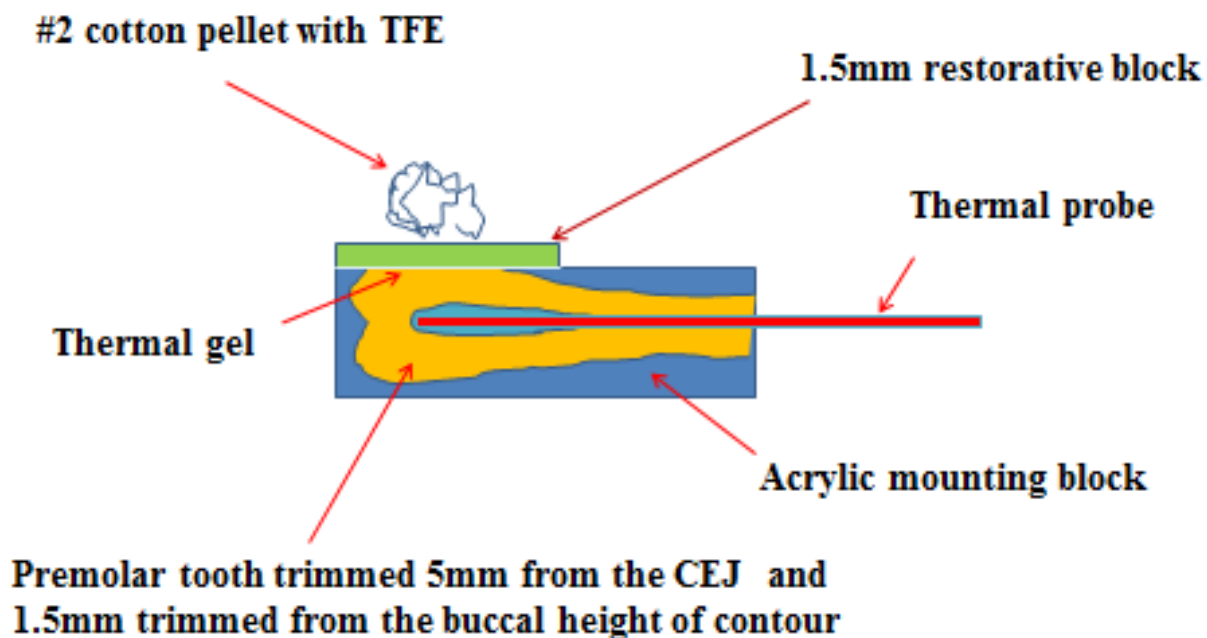 #2 cotton pellet with TFE
1.5mm restorative block
Thermal probe
Thermal gel
Acrylic mounting block
Premolar tooth trimmed 5mm from the CEJ and
1.5mm trimmed from the buccal height of contour